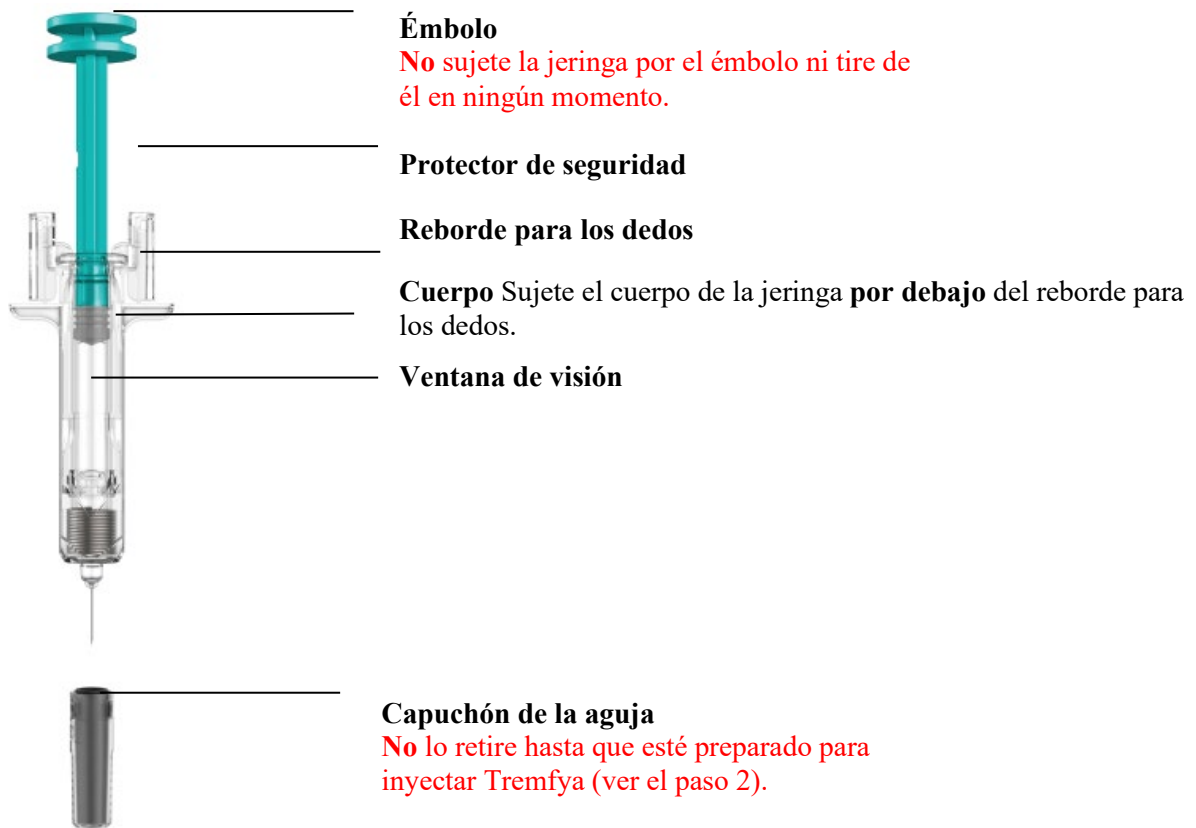 Émbolo
No sujete la jeringa por el émbolo ni tire de
él en ningún momento.
Protector de seguridad
Reborde para los dedos
Cuerpo Sujete el cuerpo de la jeringa por debajo del reborde para
los dedos.
Ventana de visión
Capuchón de la aguja
No lo retire hasta que esté preparado para
inyectar Tremfya (ver el paso 2).